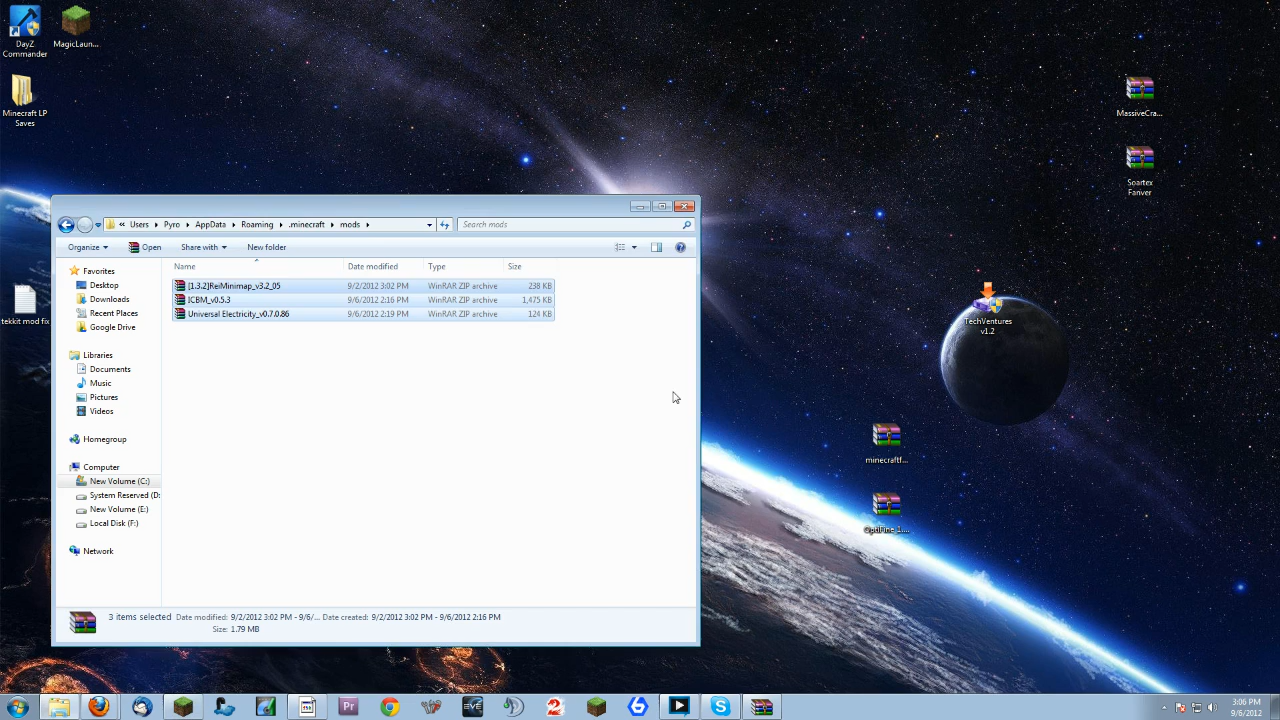 DayZ
Commander
MagicLaun...
Minecraft LP
Saves
tekkit mod fix
MassiveCra...
Soartex
Fanver
TechVentures
v1.2
minecraftf...
OptiFine_1....
« Users Pyro AppData Roaming .minecraft mods
Search mods
Organize Open Share with New folder
Name Date modified Type Size
[1.3.2]ReiMinimap_v3.2_05 9/2/2012 3:02 PM WinRAR ZIP archive 238 KB
ICBM_v0.5.3 9/6/2012 2:16 PM WinRAR ZIP archive 1,475 KB
Universal Electricity_v0.7.0.86 9/6/2012 2:19 PM WinRAR ZIP archive 124 KB
Favorites
Desktop
Downloads
Recent Places
Google Drive
Libraries
Documents
Music
Pictures
Videos
Homegroup
Computer
New Volume (C:)
System Reserved (D:
New Volume (E:)
Local Disk (F:)
Network
3 items selected Date modified: 9/2/2012 3:02 PM - 9/6/... Date created: 9/2/2012 3:02 PM - 9/6/2012 2:16 PM
Size: 1.79 MB
Pr
EVE
2
6
S
3:06 PM
9/6/2012